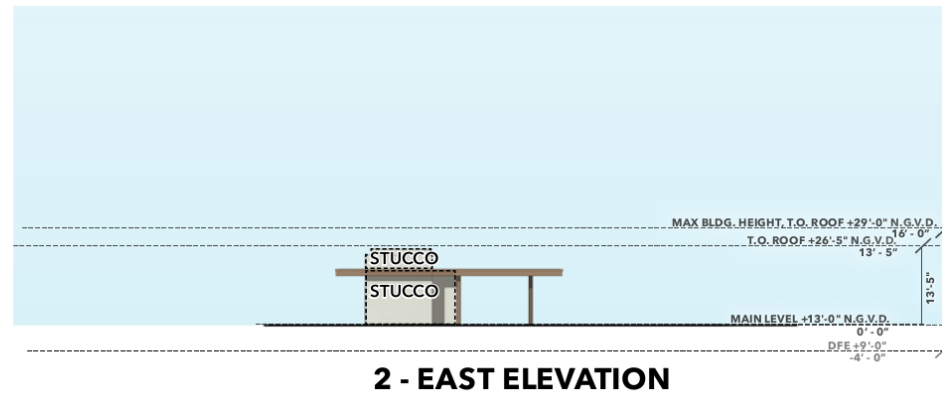 MAX BLDG. HEIGHT, T.O. ROOF +29'-0" N.G.V.D.
16' - 0"
T.O. ROOF +26'-5" N.G.V.D.
13' - 5"
STUCCO
STUCCO
13'-5"
MAIN LEVEL +13'-0" N.G.V.D.
0' - 0"
DFE +9'-0"
-4' - 0"
2 - EAST ELEVATION